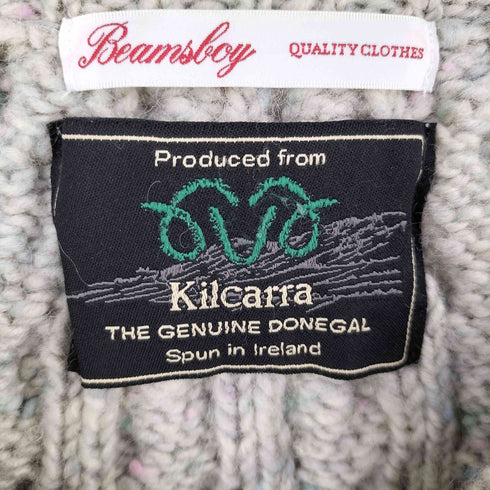 Beamsboy QUALITY CLOTHES
Produced from
Kilcarra
THE GENUINE DONEGAL
Spun in Ireland